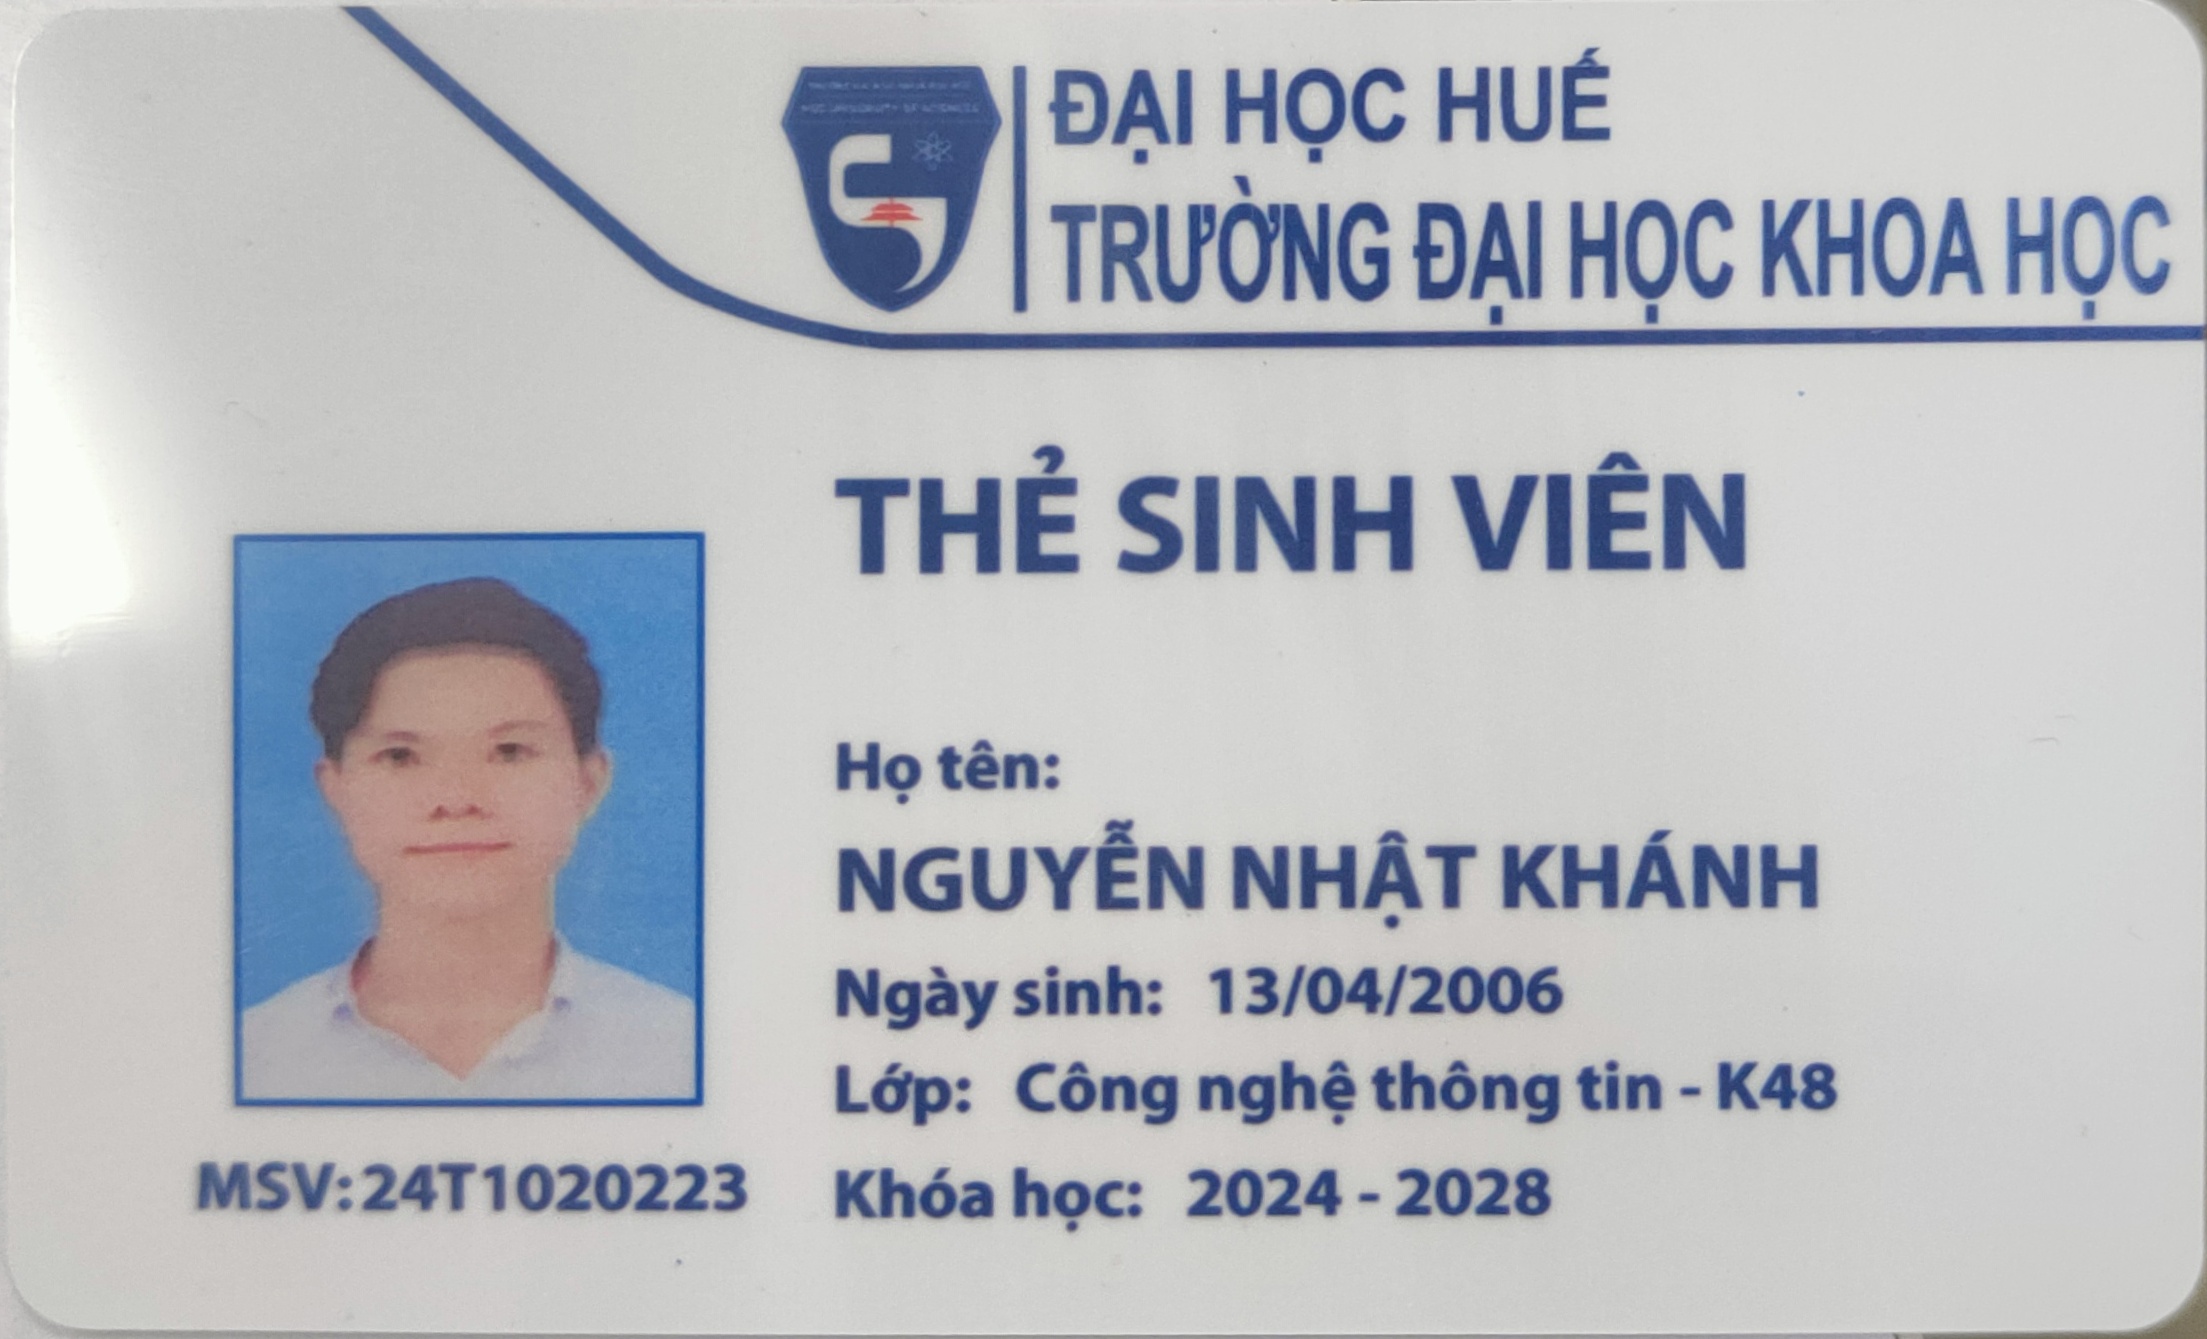 ĐẠI HỌC HUẾ
TRƯỜNG ĐẠI HỌC KHOA HỌC
THẺ SINH VIÊN
Họ tên:
NGUYỄN NHẬT KHÁNH
Ngày sinh: 13/04/2006
Lớp: Công nghệ thông tin - K48
Khóa học: 2024 - 2028
MSV:24T1020223